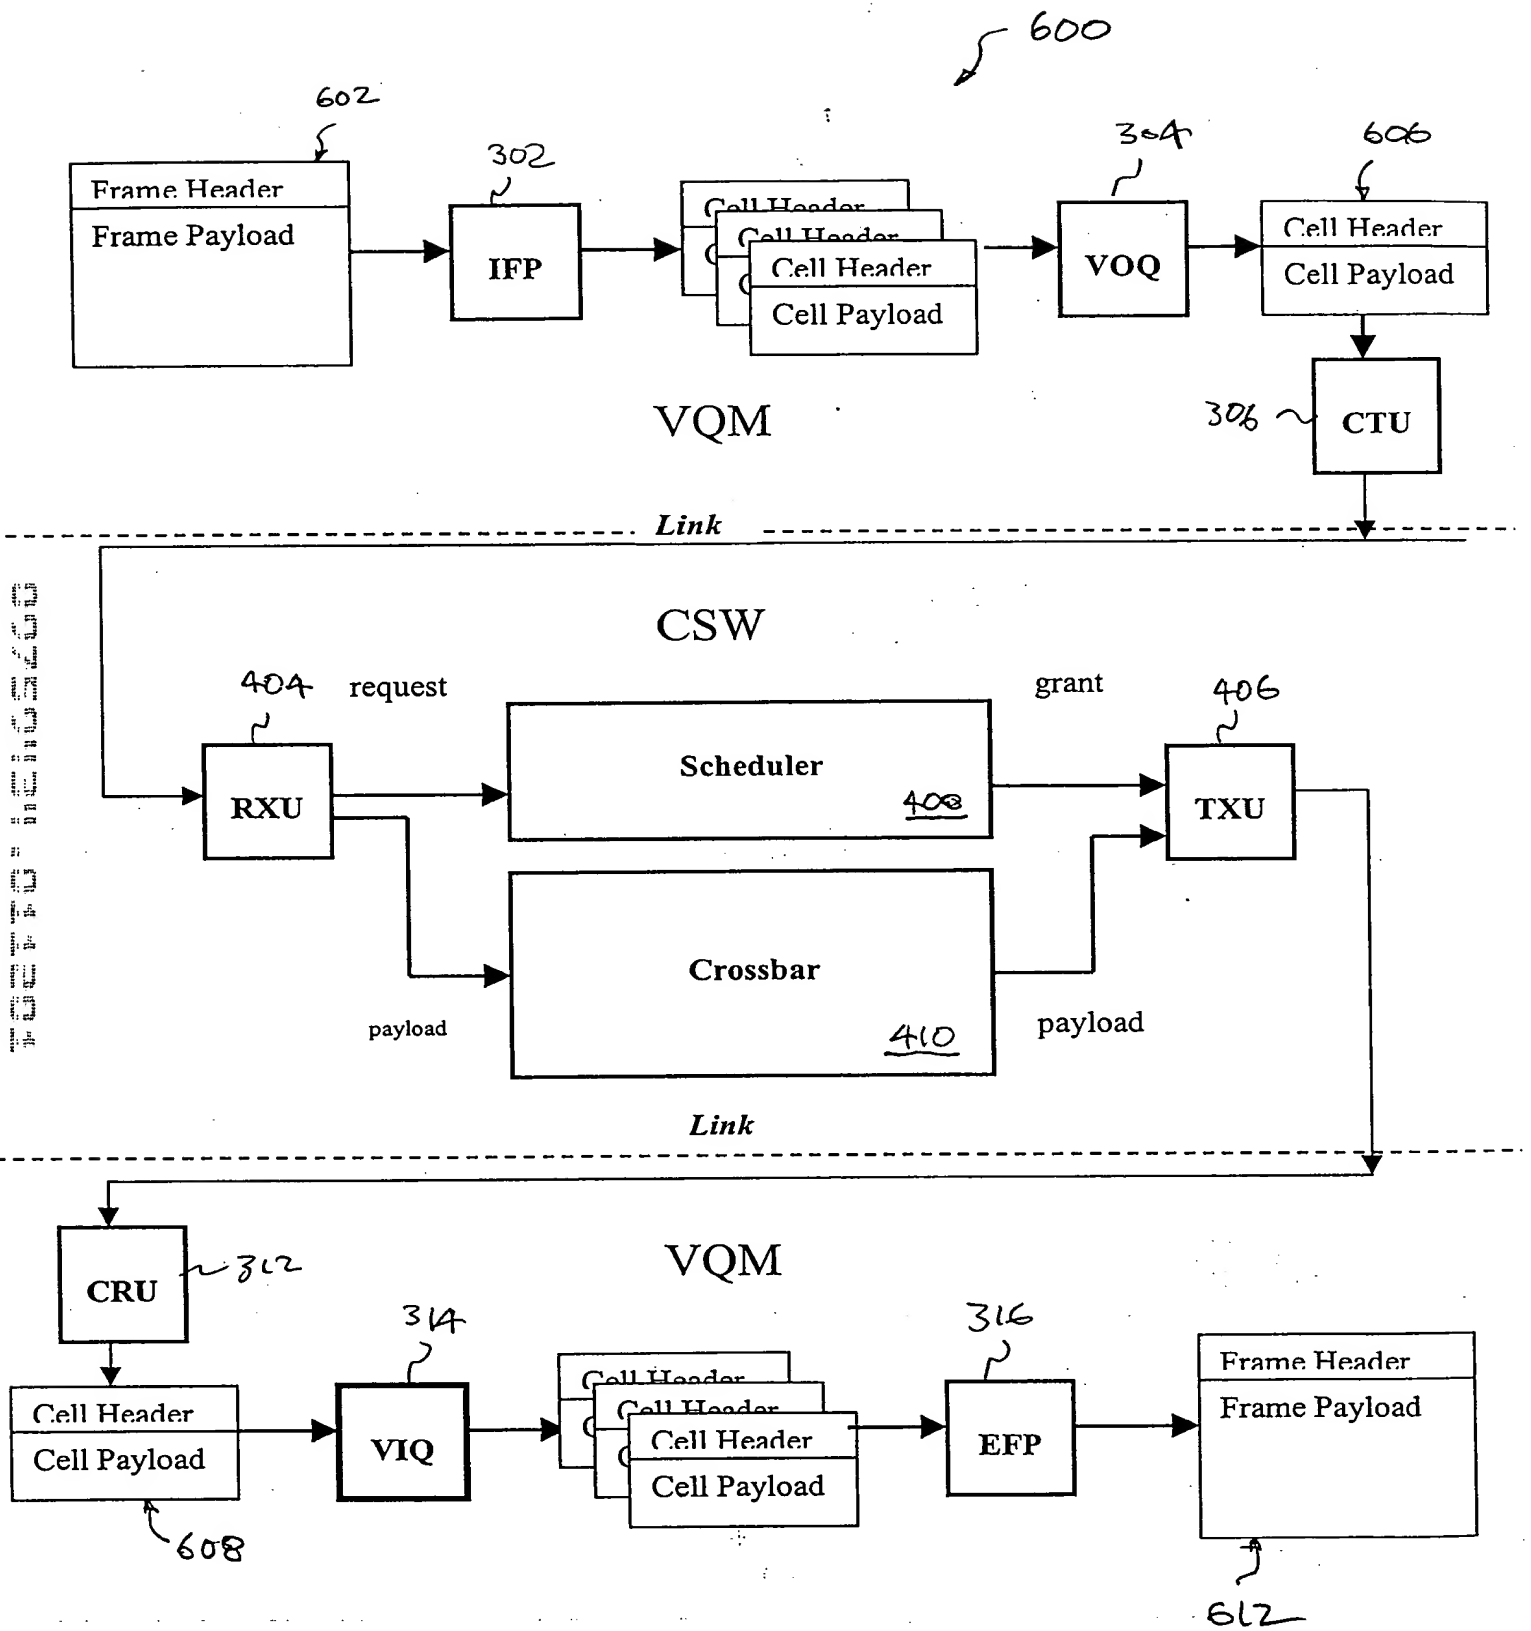 600
602
Frame Header
Frame Payload
302
IFP
Cell Header
Cell Header
Cell Header
Cell Payload
304
VOQ
606
Cell Header
Cell Payload
306
CTU
VQM
Link
CSW
404
request
RXU
Scheduler
408
grant
406
TXU
Crossbar
410
payload
payload
Link
VQM
CRU
312
Cell Header
Cell Payload
608
314
VIQ
Cell Header
Cell Header
Cell Header
Cell Payload
316
EFP
Frame Header
Frame Payload
612